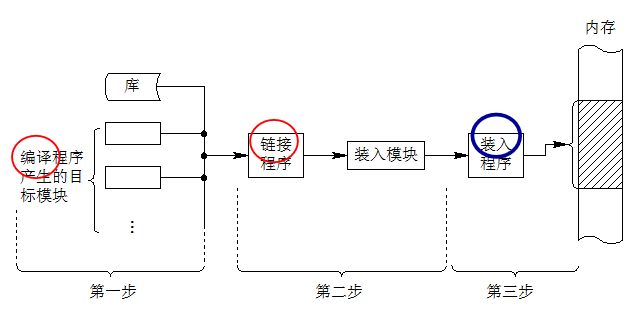 内存
库
编译程序
产生的目
标模块
链接
程序
装入模块
装入
程序
⋯
第一步
第二步
第三步